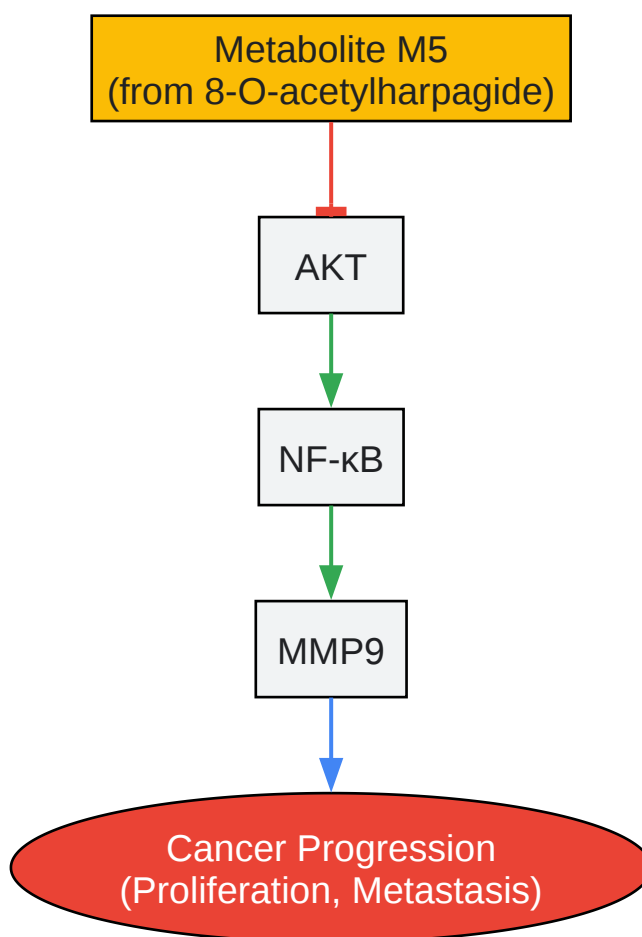 Metabolite M5
(from 8-O-acetylharpagide)
AKT
NF-κB
MMP9
Cancer Progression
(Proliferation, Metastasis)